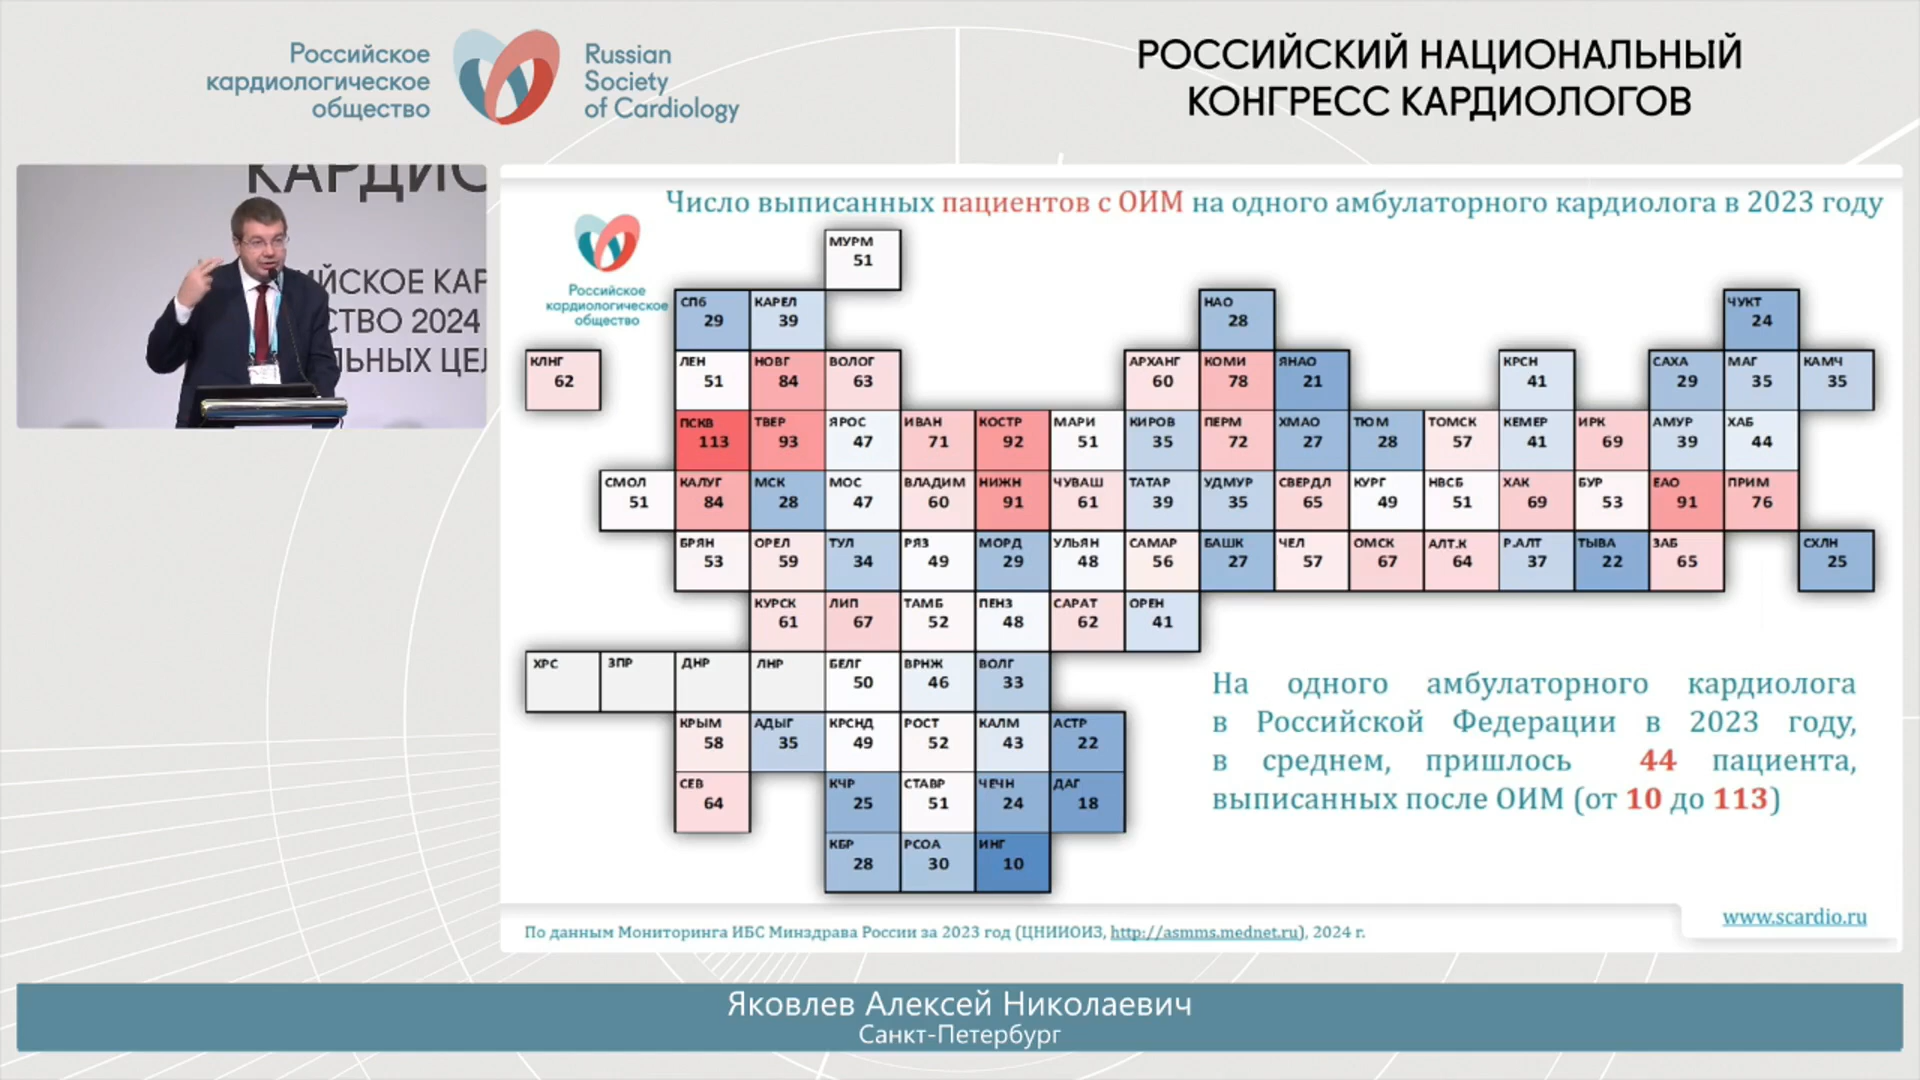 Российское
кардиологическое
общество
Russian
Society
of Cardiology
РОССИЙСКИЙ НАЦИОНАЛЬНЫЙ
КОНГРЕСС КАРДИОЛОГОВ
КАРДИО
ЙСКОЕ КАР
СТВО 2024
ЛЬНЫХ ЦЕЛ
Число выписанных пациентов с ОИМ на одного амбулаторного кардиолога в 2023 году
Российское
кардиологическое
общество
МУРМ 51
СПб 29 КАРЕЛ 39 НАО 28 ЧУКТ 24
КЛНГ 62 ЛЕН 51 НОВГ 84 ВОЛОГ 63 АРХАНГ 60 КОМИ 78 ЯНАО 21 КРСН 41 САХА 29 МАГ 35 КАМЧ 35
ПСКВ 113 ТВЕР 93 ЯРОС 47 ИВАН 71 КОСТР 92 МАРИ 51 КИРОВ 35 ПЕРМ 72 ХМАО 27 ТЮМ 28 ТОМСК 57 КЕМЕР 41 ИРК 69 АМУР 39 ХАБ 44
СМОЛ 51 КАЛУГ 84 МСК 28 МОС 47 ВЛАДИМ 60 НИЖН 91 ЧУВАШ 61 ТАТАР 39 УДМУР 35 СВЕРДЛ 65 КУРГ 49 НВСБ 51 ХАК 69 БУР 53 ЕАО 91 ПРИМ 76
БРЯН 53 ОРЕЛ 59 ТУЛ 34 РЯЗ 49 МОРД 29 УЛЬЯН 48 САМАР 56 БАШК 27 ЧЕЛ 57 ОМСК 67 АЛТ.К 64 Р.АЛТ 37 ТЫВА 22 ЗАБ 65 СХЛН 25
КУРСК 61 ЛИП 67 ТАМБ 52 ПЕНЗ 48 САРАТ 62 ОРЕН 41
ХРС ЗПР ДНР ЛНР БЕЛГ 50 ВРНЖ 46 ВОЛГ 33
КРЫМ 58 АДЫГ 35 КРСНД 49 РОСТ 52 КАЛМ 43 АСТР 22
СЕВ 64 КЧР 25 СТАВР 51 ЧЕЧН 24 ДАГ 18
КБР 28 РСОА 30 ИНГ 10
На одного амбулаторного кардиолога
в Российской Федерации в 2023 году,
в среднем, пришлось 44 пациента,
выписанных после ОИМ (от 10 до 113)
По данным Мониторинга ИБС Минздрава России за 2023 год (ЦНИИОИЗ, http://asmms.mednet.ru), 2024 г.
www.scardio.ru
Яковлев Алексей Николаевич
Санкт-Петербург